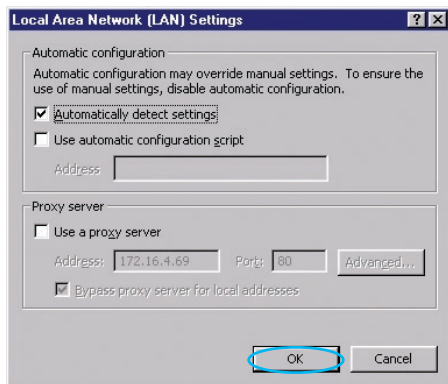 Local Area Network (LAN) Settings
Automatic configuration
Automatic configuration may override manual settings. To ensure the
use of manual settings, disable automatic configuration.
Automatically detect settings
Use automatic configuration script
Address
Proxy server
Use a proxy server
Address: 172.16.4.69 Port: 80 Advanced...
Bypass proxy server for local addresses
OK Cancel